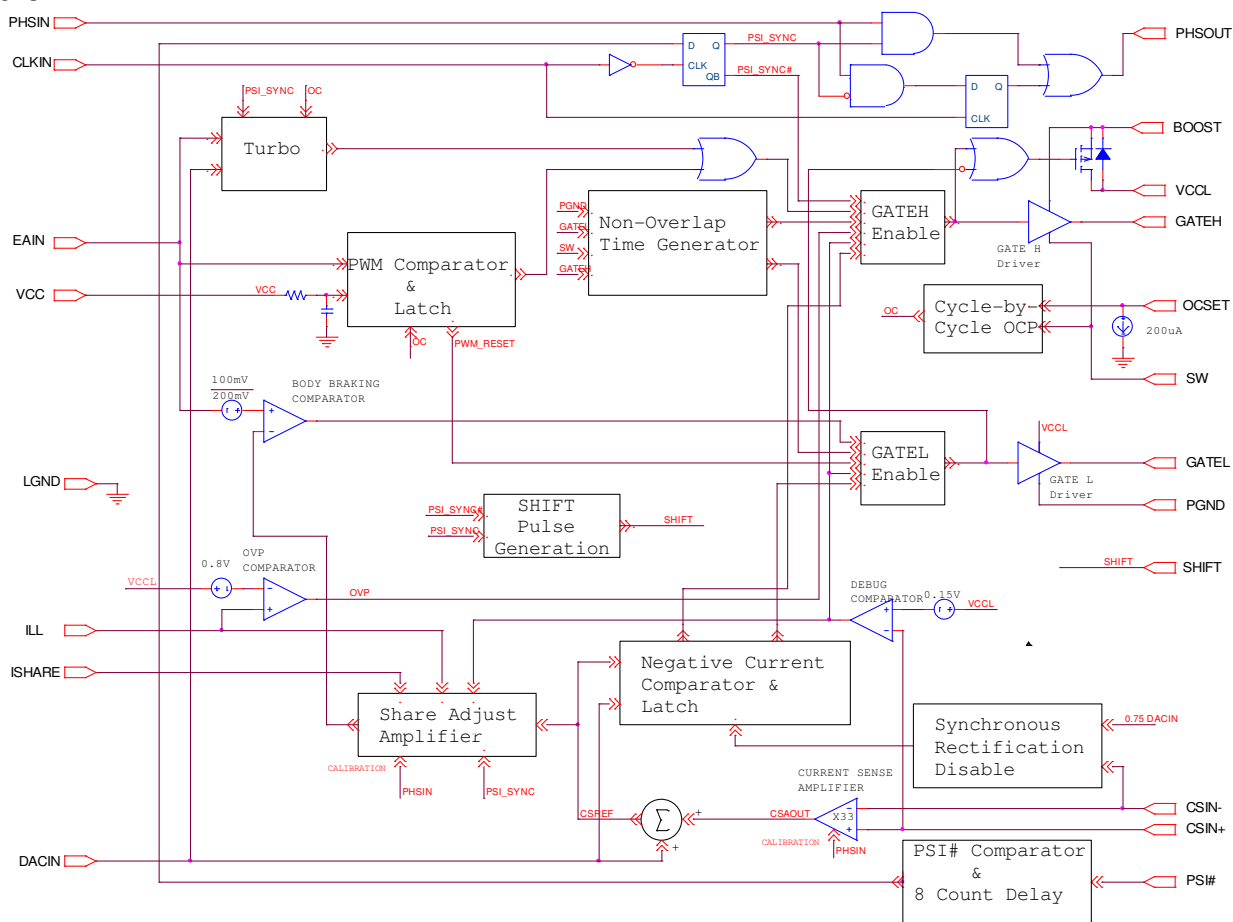 PHSIN
PSI_SYNC
D Q
CLK
QB
PSI_SYNC#
PHSOUT
CLKIN
D Q
CLK
PSI_SYNC
OC
Turbo
BOOST
VCCL
PGND
GATEL
SW
GATEH
Non-Overlap
Time Generator
GATEH
Enable
GATE H
Driver
GATEH
EAIN
PWM Comparator
&
Latch
VCC
VCC
OC
PWM_RESET
OC
Cycle-by-
Cycle OCP
OCSET
200uA
SW
100mV
200mV
BODY BRAKING
COMPARATOR
+
−
GATEL
Enable
VCCL
GATE L
Driver
GATEL
PGND
LGND
PSI_SYNC#
PSI_SYNC
SHIFT
Pulse
Generation
SHIFT
SHIFT
SHIFT
OVP
COMPARATOR
0.8V
VCCL
−
+
OVP
DEBUG
COMPARATOR
0.15V
VCCL
+
−
ILL
ISHARE
Negative Current
Comparator &
Latch
Share Adjust
Amplifier
CALIBRATION
PHSIN
PSI_SYNC
Synchronous
Rectification
Disable
0.75 DACIN
CURRENT SENSE
AMPLIFIER
CSREF
Σ
+
+
CSAOUT
X33
−
+
CALIBRATION
PHSIN
CSIN-
CSIN+
DACIN
PSI# Comparator
&
8 Count Delay
PSI#